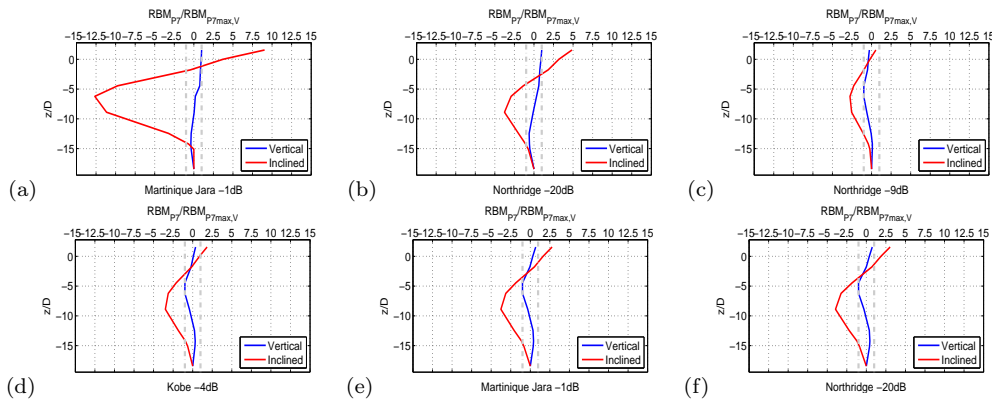 RBM_P7/RBM_P7max,V
−15 −12.5 −10 −7.5 −5 −2.5 0 2.5 5 7.5 10 12.5 15
0
−5
−10
−15
z/D
Vertical
Inclined
(a)
Martinique Jara −1dB
RBM_P7/RBM_P7max,V
−15 −12.5 −10 −7.5 −5 −2.5 0 2.5 5 7.5 10 12.5 15
0
−5
−10
−15
z/D
Vertical
Inclined
(b)
Northridge −20dB
RBM_P7/RBM_P7max,V
−15 −12.5 −10 −7.5 −5 −2.5 0 2.5 5 7.5 10 12.5 15
0
−5
−10
−15
z/D
Vertical
Inclined
(c)
Northridge −9dB
RBM_P7/RBM_P7max,V
−15 −12.5 −10 −7.5 −5 −2.5 0 2.5 5 7.5 10 12.5 15
0
−5
−10
−15
z/D
Vertical
Inclined
(d)
Kobe −4dB
RBM_P7/RBM_P7max,V
−15 −12.5 −10 −7.5 −5 −2.5 0 2.5 5 7.5 10 12.5 15
0
−5
−10
−15
z/D
Vertical
Inclined
(e)
Martinique Jara −1dB
RBM_P7/RBM_P7max,V
−15 −12.5 −10 −7.5 −5 −2.5 0 2.5 5 7.5 10 12.5 15
0
−5
−10
−15
z/D
Vertical
Inclined
(f)
Northridge −20dB